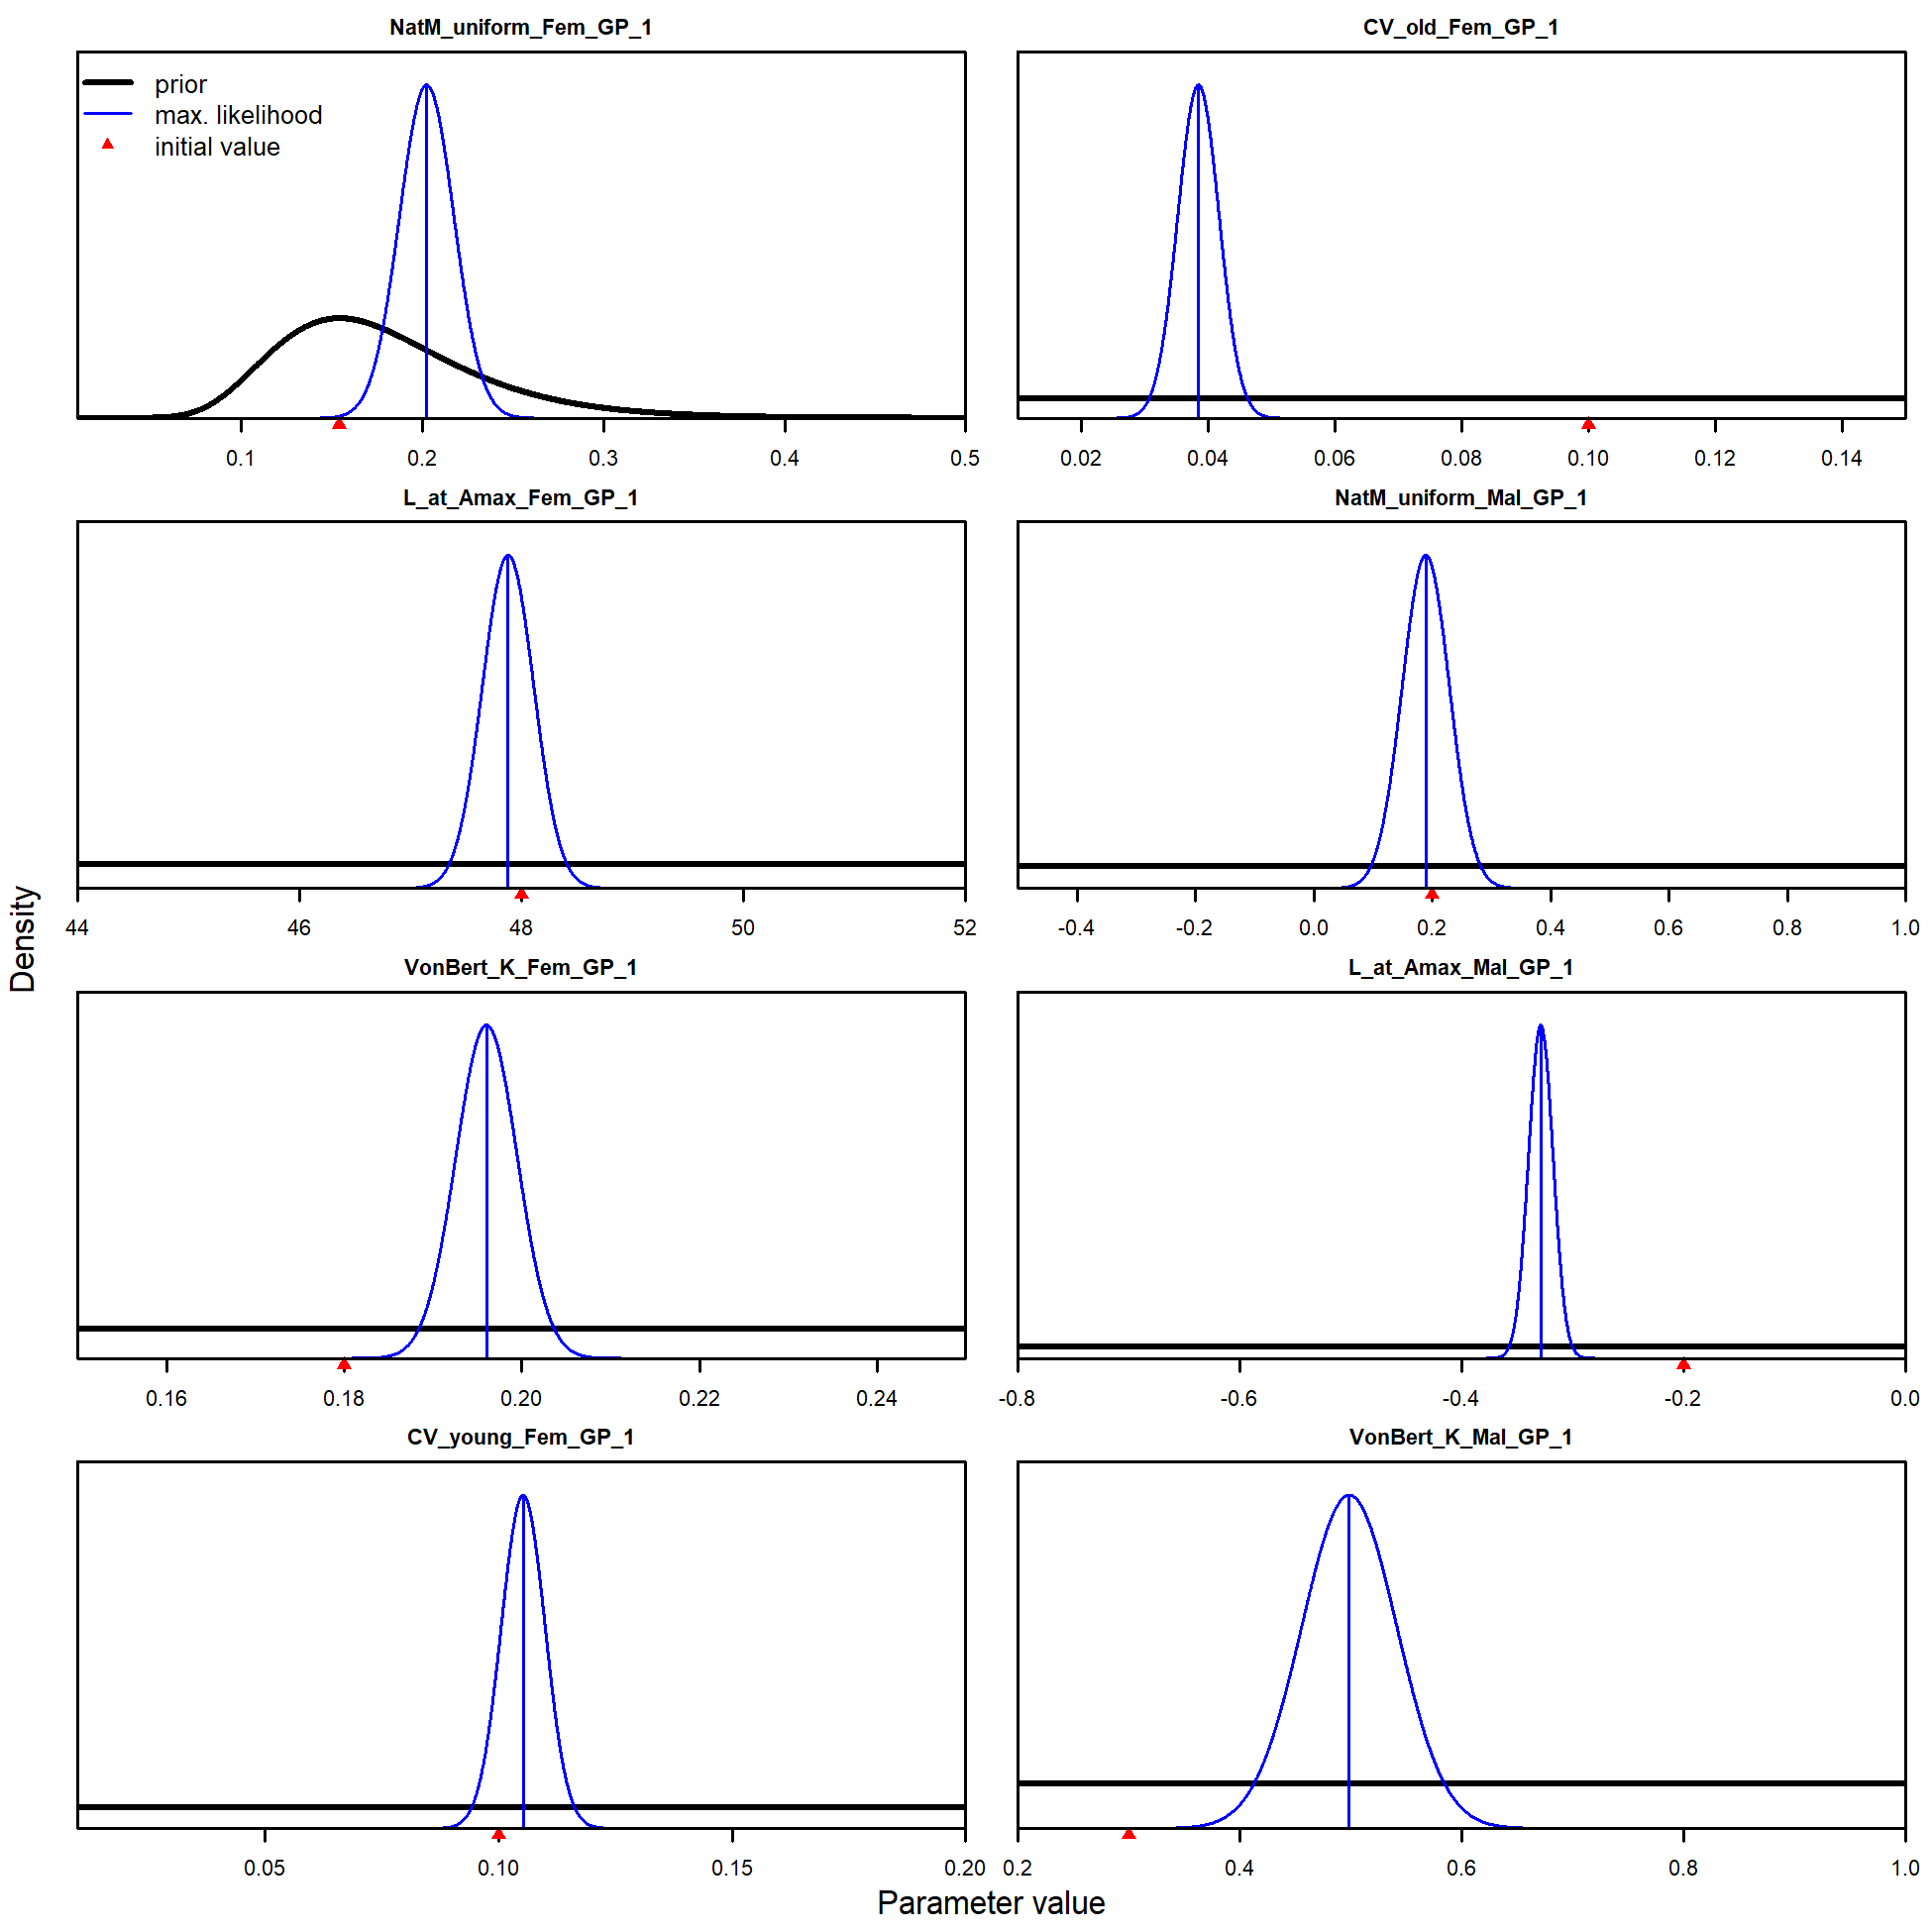 NatM_uniform_Fem_GP_1
prior
max. likelihood
initial value
0.1 0.2 0.3 0.4 0.5
CV_old_Fem_GP_1
0.02 0.04 0.06 0.08 0.10 0.12 0.14
L_at_Amax_Fem_GP_1
44 46 48 50 52
NatM_uniform_Mal_GP_1
-0.4 -0.2 0.0 0.2 0.4 0.6 0.8 1.0
VonBert_K_Fem_GP_1
0.16 0.18 0.20 0.22 0.24
L_at_Amax_Mal_GP_1
-0.8 -0.6 -0.4 -0.2 0.0
CV_young_Fem_GP_1
0.05 0.10 0.15 0.20
VonBert_K_Mal_GP_1
0.2 0.4 0.6 0.8 1.0
Density
Parameter value